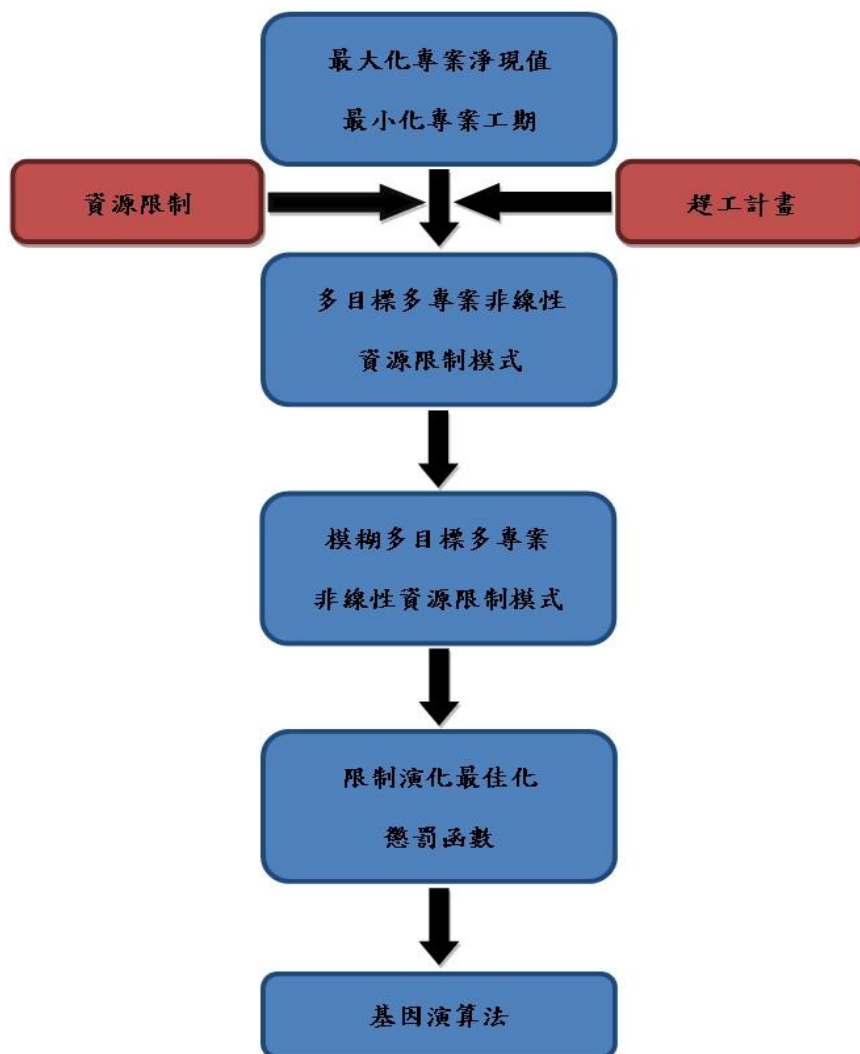 最大化專案淨現值
最小化專案工期
資源限制
趕工計畫
多目標多專案非線性
資源限制模式
模糊多目標多專案
非線性資源限制模式
限制演化最佳化
懲罰函數
基因演算法